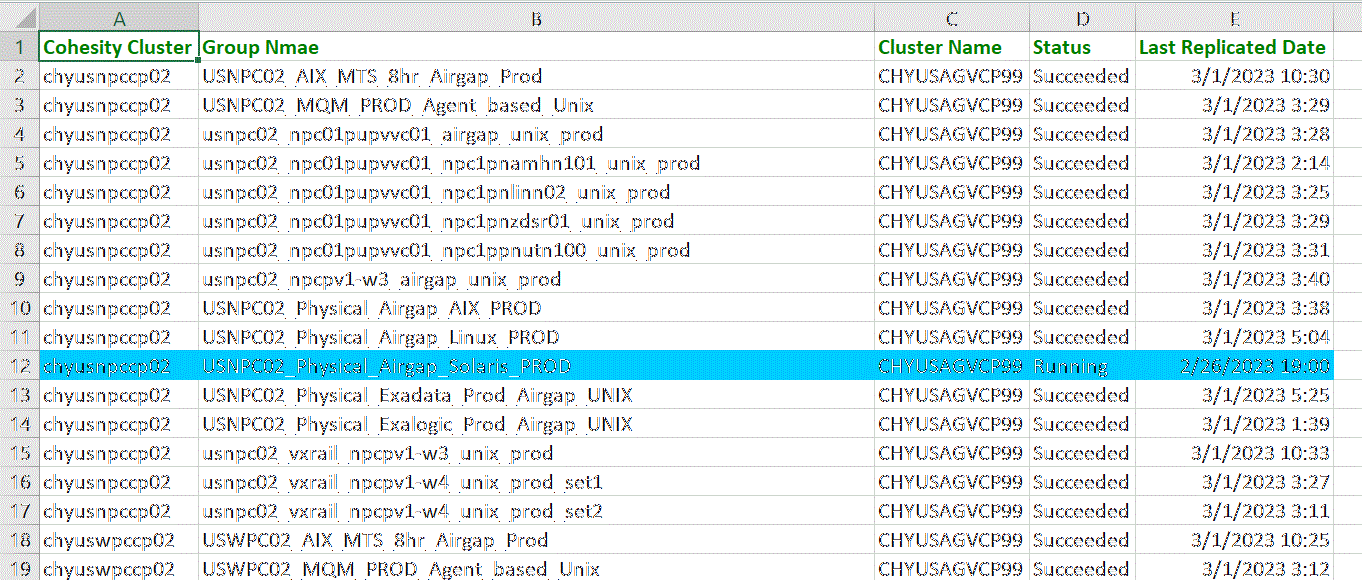 A B C D E
1 Cohesity Cluster Group Nmae Cluster Name Status Last Replicated Date
2 chyusnpccp02 USNPC02_AIX_MTS_8hr_Airgap_Prod CHYUSAGVCP99 Succeeded 3/1/2023 10:30
3 chyusnpccp02 USNPC02_MQM_PROD_Agent_based_Unix CHYUSAGVCP99 Succeeded 3/1/2023 3:29
4 chyusnpccp02 usnpc02_npc01pupvvc01_airgap_unix_prod CHYUSAGVCP99 Succeeded 3/1/2023 3:28
5 chyusnpccp02 usnpc02_npc01pupvvc01_npc1pnamhn101_unix_prod CHYUSAGVCP99 Succeeded 3/1/2023 2:14
6 chyusnpccp02 usnpc02_npc01pupvvc01_npc1pnlinn02_unix_prod CHYUSAGVCP99 Succeeded 3/1/2023 3:25
7 chyusnpccp02 usnpc02_npc01pupvvc01_npc1pnzdsr01_unix_prod CHYUSAGVCP99 Succeeded 3/1/2023 3:29
8 chyusnpccp02 usnpc02_npc01pupvvc01_npc1ppnutn100_unix_prod CHYUSAGVCP99 Succeeded 3/1/2023 3:31
9 chyusnpccp02 usnpc02_npcpv1-w3_airgap_unix_prod CHYUSAGVCP99 Succeeded 3/1/2023 3:40
10 chyusnpccp02 USNPC02_Physical_Airgap_AIX_PROD CHYUSAGVCP99 Succeeded 3/1/2023 3:38
11 chyusnpccp02 USNPC02_Physical_Airgap_Linux_PROD CHYUSAGVCP99 Succeeded 3/1/2023 5:04
12 chyusnpccp02 USNPC02_Physical_Airgap_Solaris_PROD CHYUSAGVCP99 Running 2/26/2023 19:00
13 chyusnpccp02 USNPC02_Physical_Exadata_Prod_Airgap_UNIX CHYUSAGVCP99 Succeeded 3/1/2023 5:25
14 chyusnpccp02 USNPC02_Physical_Exalogic_Prod_Airgap_UNIX CHYUSAGVCP99 Succeeded 3/1/2023 1:39
15 chyusnpccp02 usnpc02_vxrail_npcpv1-w3_unix_prod CHYUSAGVCP99 Succeeded 3/1/2023 10:33
16 chyusnpccp02 usnpc02_vxrail_npcpv1-w4_unix_prod_set1 CHYUSAGVCP99 Succeeded 3/1/2023 3:27
17 chyusnpccp02 usnpc02_vxrail_npcpv1-w4_unix_prod_set2 CHYUSAGVCP99 Succeeded 3/1/2023 3:11
18 chyuswpccp02 USWPC02_AIX_MTS_8hr_Airgap_Prod CHYUSAGVCP99 Succeeded 3/1/2023 10:25
19 chyuswpccp02 USWPC02_MQM_PROD_Agent_based_Unix CHYUSAGVCP99 Succeeded 3/1/2023 3:12